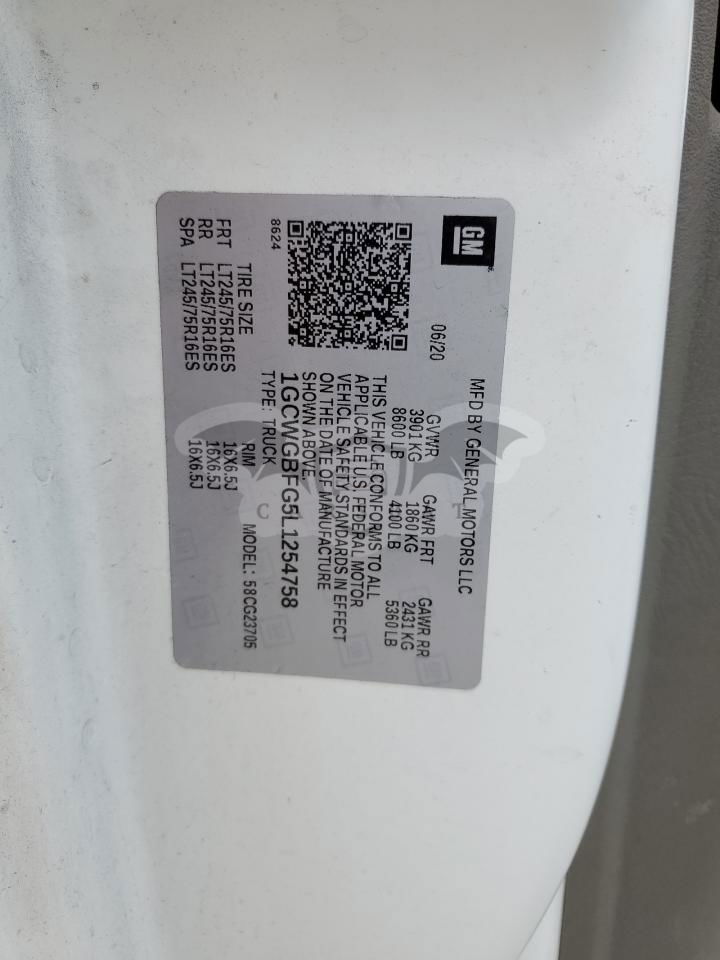 GM
MFD BY GENERAL MOTORS LLC
06/20
GVWR GAWR FRT GAWR RR
3901 KG 1860 KG 2431 KG
8600 LB 4100 LB 5360 LB
THIS VEHICLE CONFORMS TO ALL
APPLICABLE U.S. FEDERAL MOTOR
VEHICLE SAFETY STANDARDS IN EFFECT
ON THE DATE OF MANUFACTURE
SHOWN ABOVE.
1GCWGBFG5L1254758
8624
TYPE: TRUCK MODEL: 58CG23705
TIRE SIZE RIM
FRT LT245/75R16ES 16X6.5J
RR LT245/75R16ES 16X6.5J
SPA LT245/75R16ES 16X6.5J